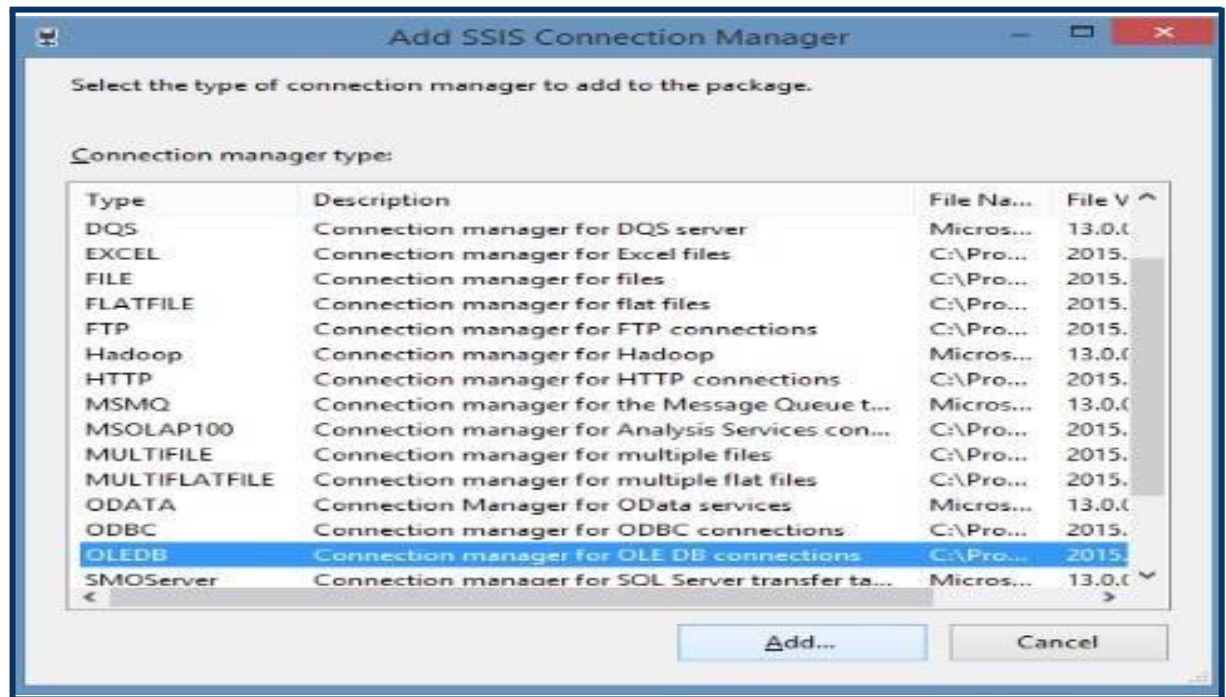 Add SSIS Connection Manager
Select the type of connection manager to add to the package.
Connection manager type:
Type Description File Na... File V
DQS Connection manager for DQS server Micros... 13.0.(
EXCEL Connection manager for Excel files C:\Pro... 2015.
FILE Connection manager for files C:\Pro... 2015.
FLATFILE Connection manager for flat files C:\Pro... 2015.
FTP Connection manager for FTP connections C:\Pro... 2015.
Hadoop Connection manager for Hadoop Micros... 13.0.(
HTTP Connection manager for HTTP connections C:\Pro... 2015.
MSMQ Connection manager for the Message Queue t... Micros... 13.0.(
MSOLAP100 Connection manager for Analysis Services con... C:\Pro... 2015.
MULTIFILE Connection manager for multiple files C:\Pro... 2015.
MULTIFLATFILE Connection manager for multiple flat files C:\Pro... 2015.
ODATA Connection Manager for OData services Micros... 13.0.(
ODBC Connection manager for ODBC connections C:\Pro... 2015.
OLEDB Connection manager for OLE DB connections C:\Pro... 2015.
SMOServer Connection manager for SQL Server transfer ta... Micros... 13.0.(
Add... Cancel